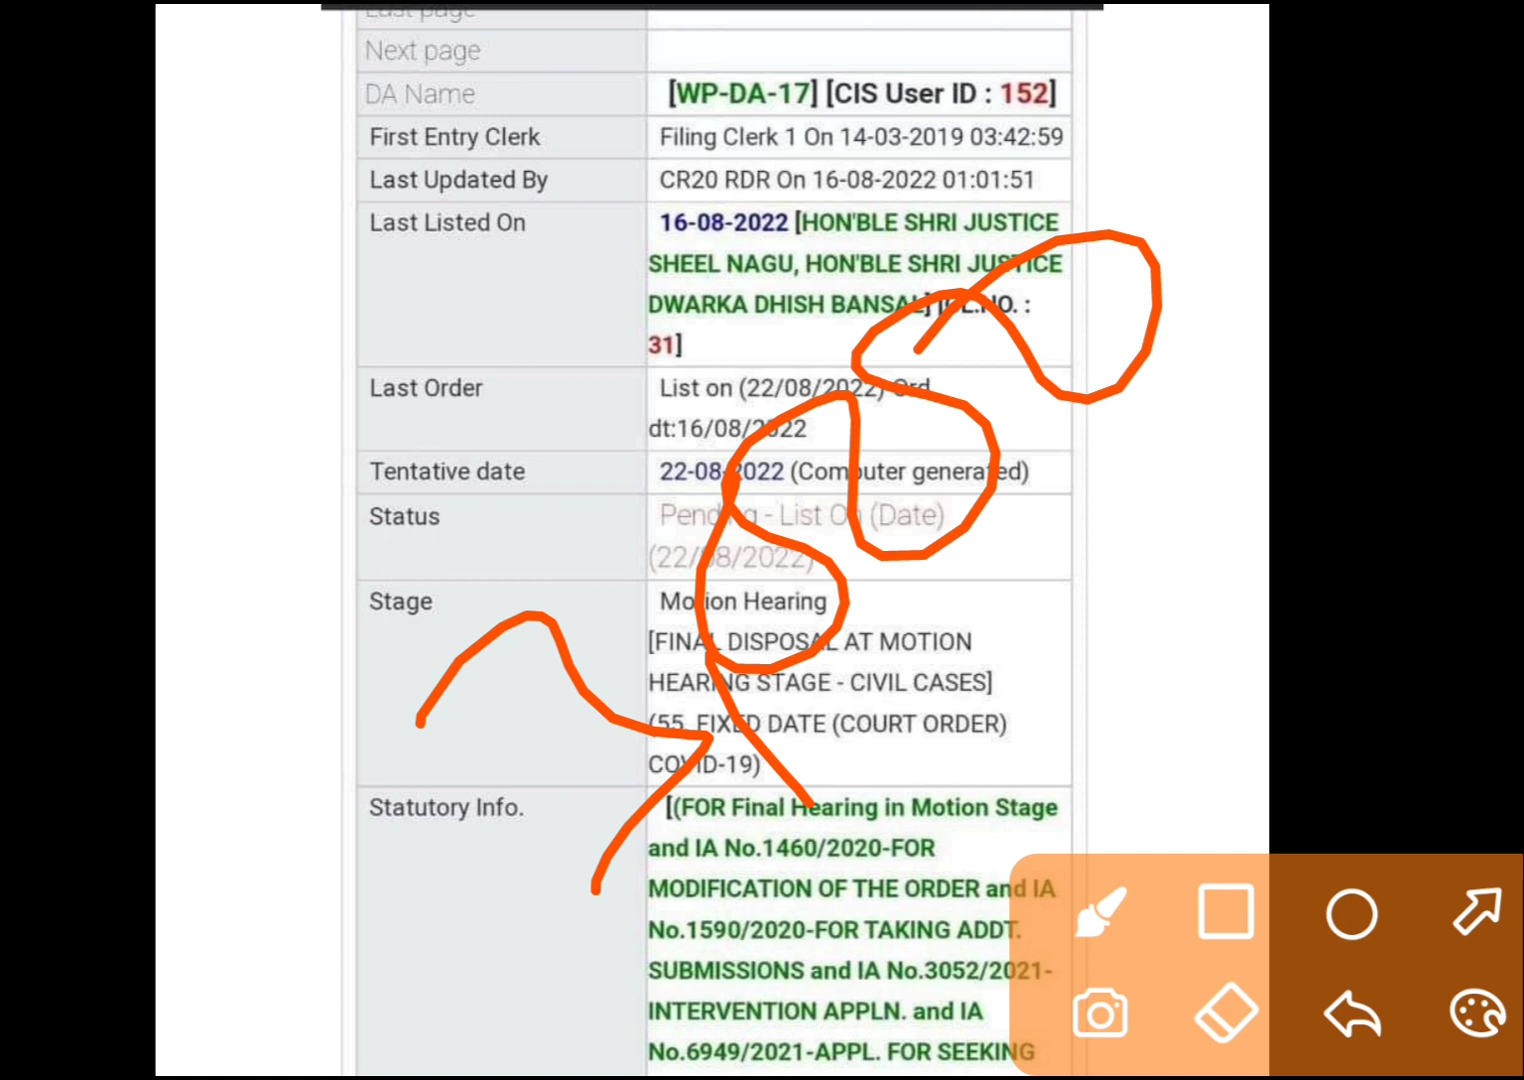 Last page
Next page
DA Name [WP-DA-17] [CIS User ID : 152]
First Entry Clerk Filing Clerk 1 On 14-03-2019 03:42:59
Last Updated By CR20 RDR On 16-08-2022 01:01:51
Last Listed On 16-08-2022 [HON'BLE SHRI JUSTICE
SHEEL NAGU, HON'BLE SHRI JUSTICE
DWARKA DHISH BANSAL] [SL.NO. :
31]
Last Order List on (22/08/2022) Ord
dt:16/08/2022
Tentative date 22-08-2022 (Computer generated)
Status Pending - List On (Date)
(22/08/2022)
Stage Motion Hearing
[FINAL DISPOSAL AT MOTION
HEARING STAGE - CIVIL CASES]
(55. FIXED DATE (COURT ORDER)
COVID-19)
Statutory Info. [(FOR Final Hearing in Motion Stage
and IA No.1460/2020-FOR
MODIFICATION OF THE ORDER and IA
No.1590/2020-FOR TAKING ADDT.
SUBMISSIONS and IA No.3052/2021-
INTERVENTION APPLN. and IA
No.6949/2021-APPL. FOR SEEKING